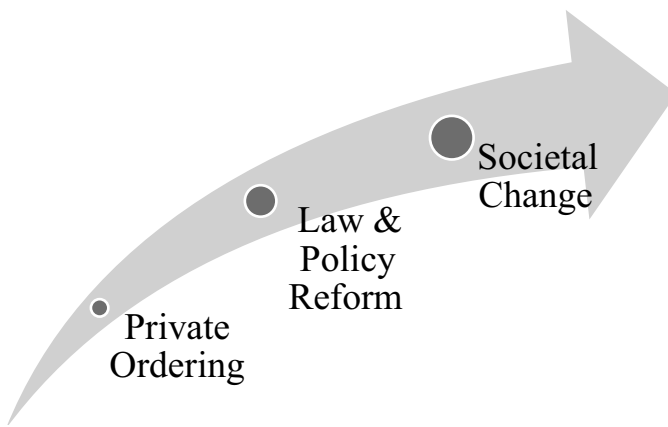 Societal
Change
Law &
Policy
Reform
Private
Ordering